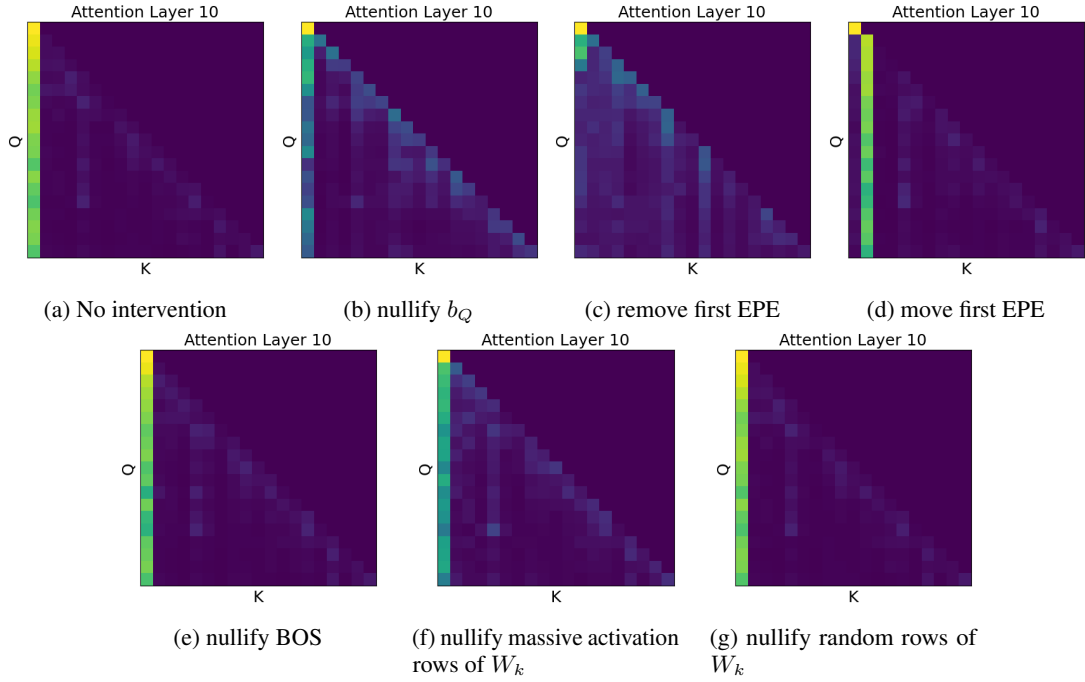 Attention Layer 10 Attention Layer 10 Attention Layer 10 Attention Layer 10
Q Q Q Q
K K K K
(a) No intervention (b) nullify $b_Q$ (c) remove first EPE (d) move first EPE
Attention Layer 10 Attention Layer 10 Attention Layer 10
Q Q Q
K K K
(e) nullify BOS (f) nullify massive activation (g) nullify random rows of
rows of $W_k$ $W_k$